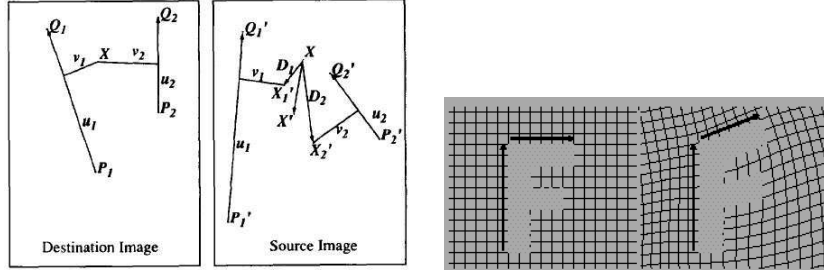 Q₁
v₁
X
v₂
Q₂
u₂
P₂
u₁
P₁
Destination Image
Q₁'
X
v₁
D₁
X₁'
Q₂'
D₂
X'
u₂
u₁
v₂
X₂'
P₂'
P₁'
Source Image